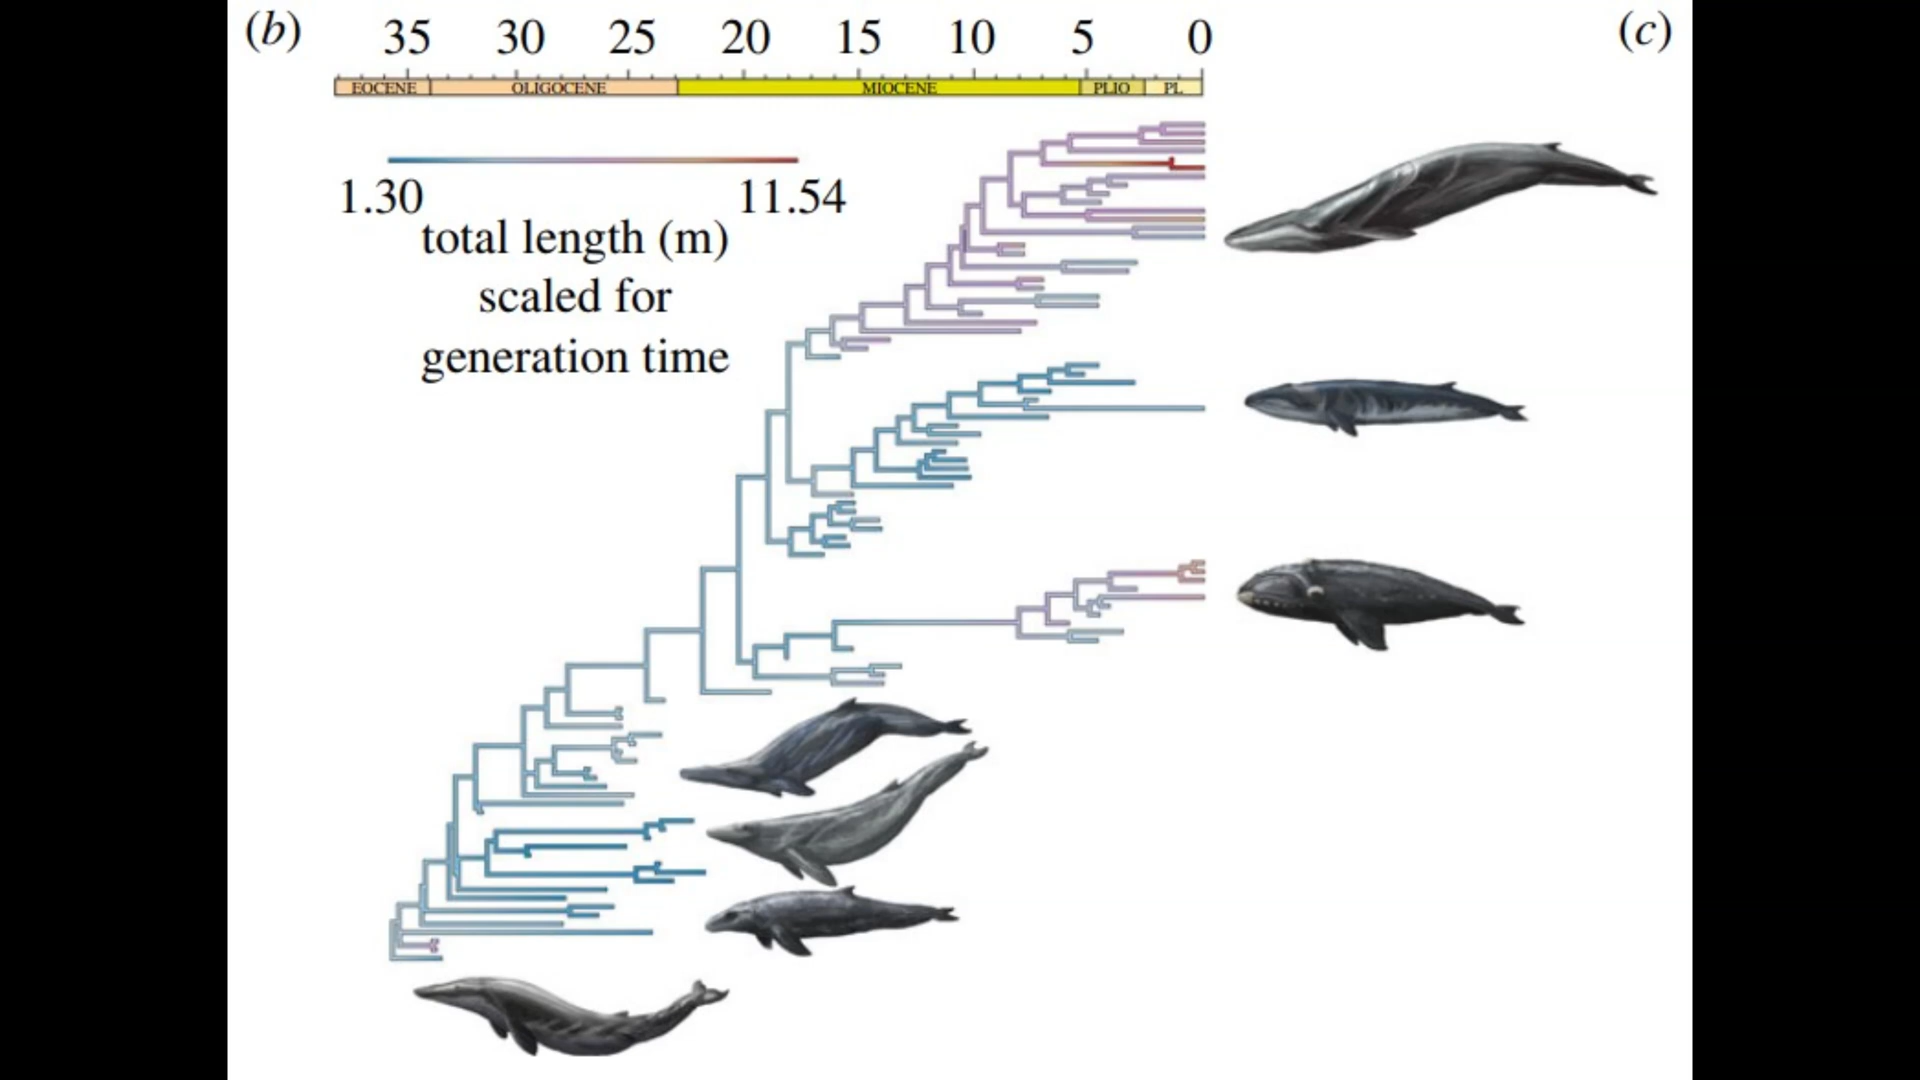 (b) 35 30 25 20 15 10 5 0 (c)
EOCENE OLIGOCENE MIOCENE PLIO PL
1.30 11.54
total length (m)
scaled for
generation time